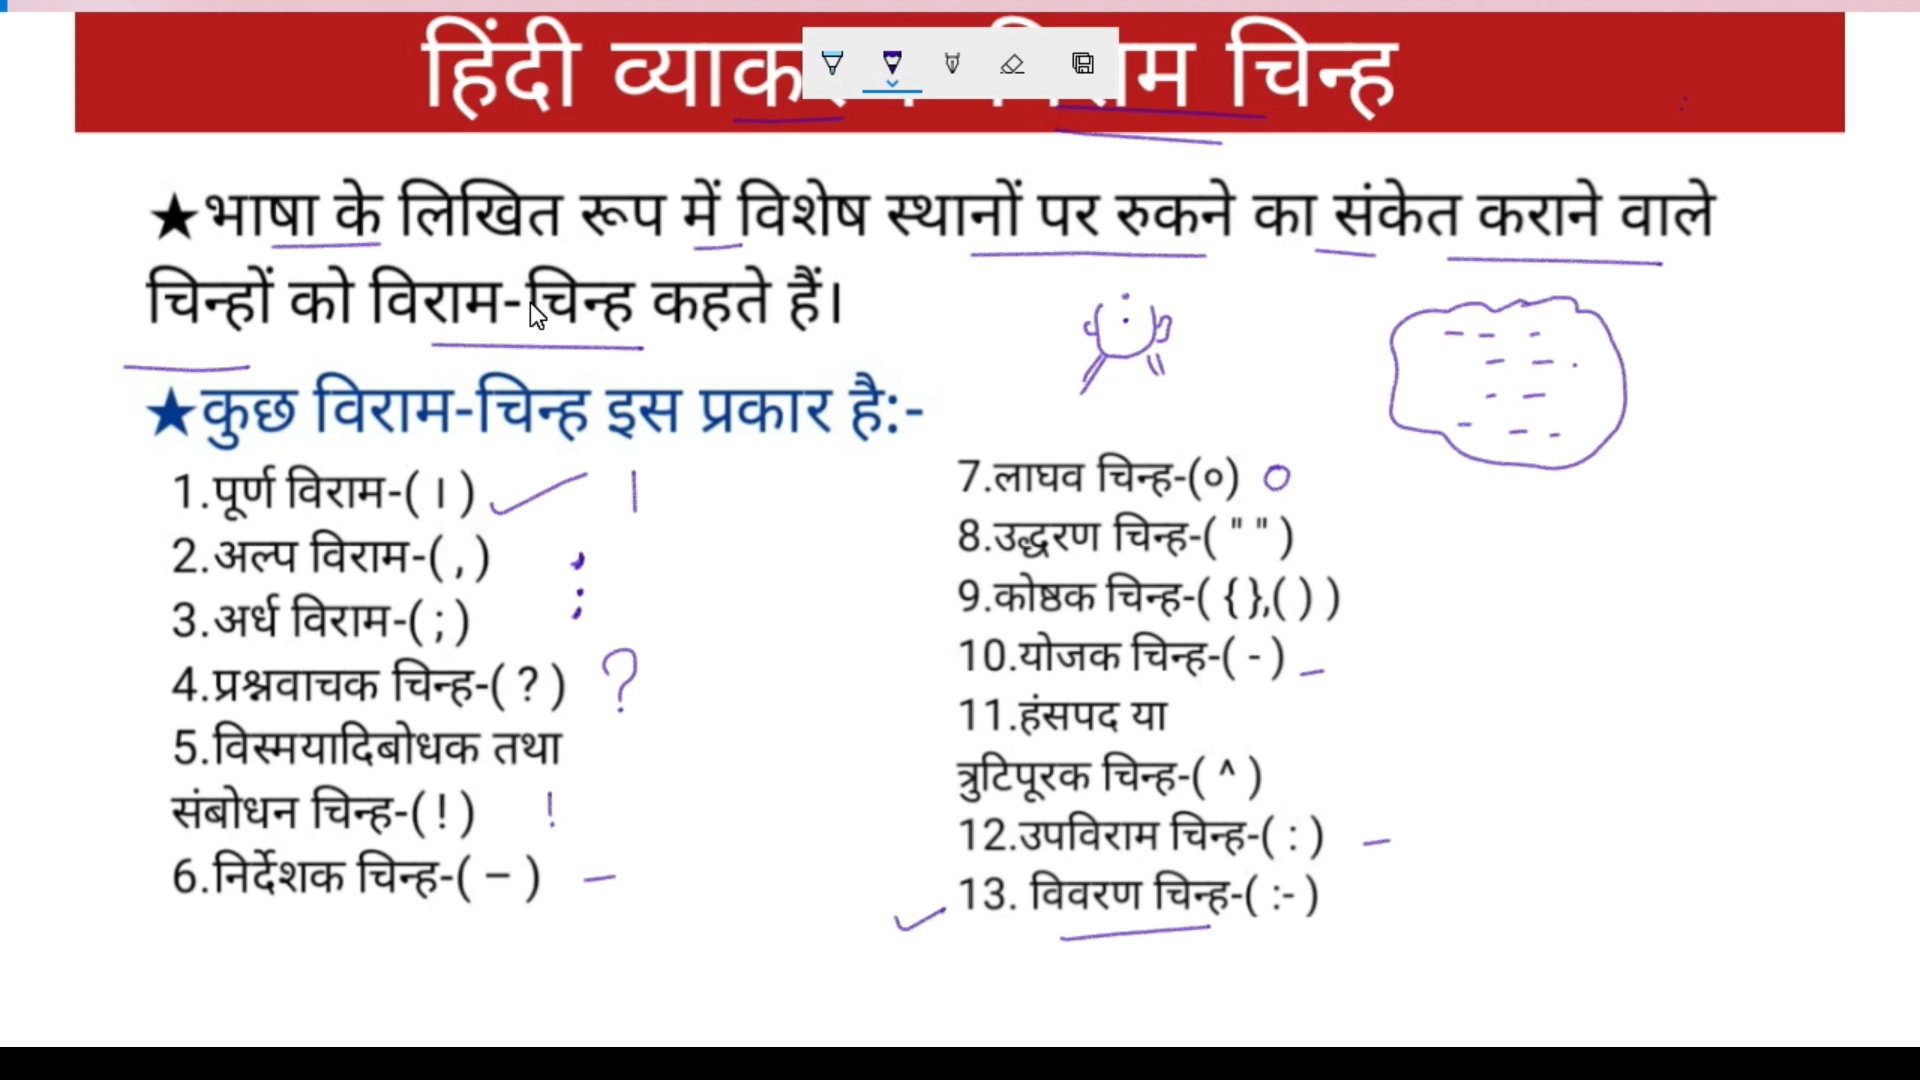 हिंदी व्याकरण विराम चिन्ह
★भाषा के लिखित रूप में विशेष स्थानों पर रुकने का संकेत कराने वाले
चिन्हों को विराम-चिन्ह कहते हैं।
★कुछ विराम-चिन्ह इस प्रकार है:-
1.पूर्ण विराम-( । ) ।
2.अल्प विराम-( , ) ,
3.अर्ध विराम-( ; ) ;
4.प्रश्नवाचक चिन्ह-( ? ) ?
5.विस्मयादिबोधक तथा
संबोधन चिन्ह-( ! ) !
6.निर्देशक चिन्ह-( – ) –
7.लाघव चिन्ह-(०) ०
8.उद्धरण चिन्ह-( " " )
9.कोष्ठक चिन्ह-( { },( ) )
10.योजक चिन्ह-( - ) -
11.हंसपद या
त्रुटिपूरक चिन्ह-( ^ )
12.उपविराम चिन्ह-( : ) -
13. विवरण चिन्ह-( :- )